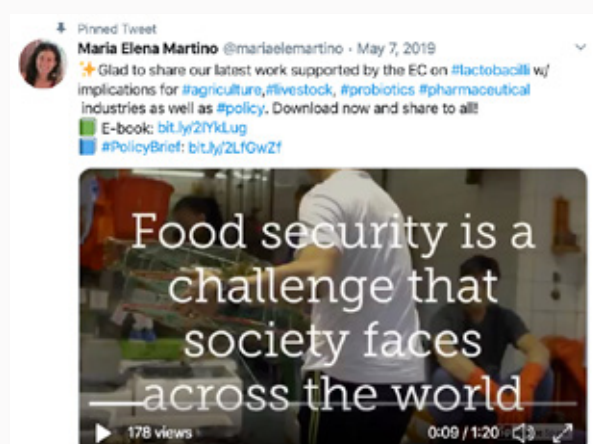 Pinned Tweet
Maria Elena Martino @mariaelemartino · May 7, 2019
✨Glad to share our latest work supported by the EC on #lactobacilli w/
implications for #agriculture,#livestock, #probiotics #pharmaceutical
industries as well as #policy. Download now and share to all!
📗 E-book: bit.ly/2IYkLug
📘 #PolicyBrief: bit.ly/2LfGwZf
Food security is a
challenge that
society faces
across the world
178 views
0:09 / 1:20